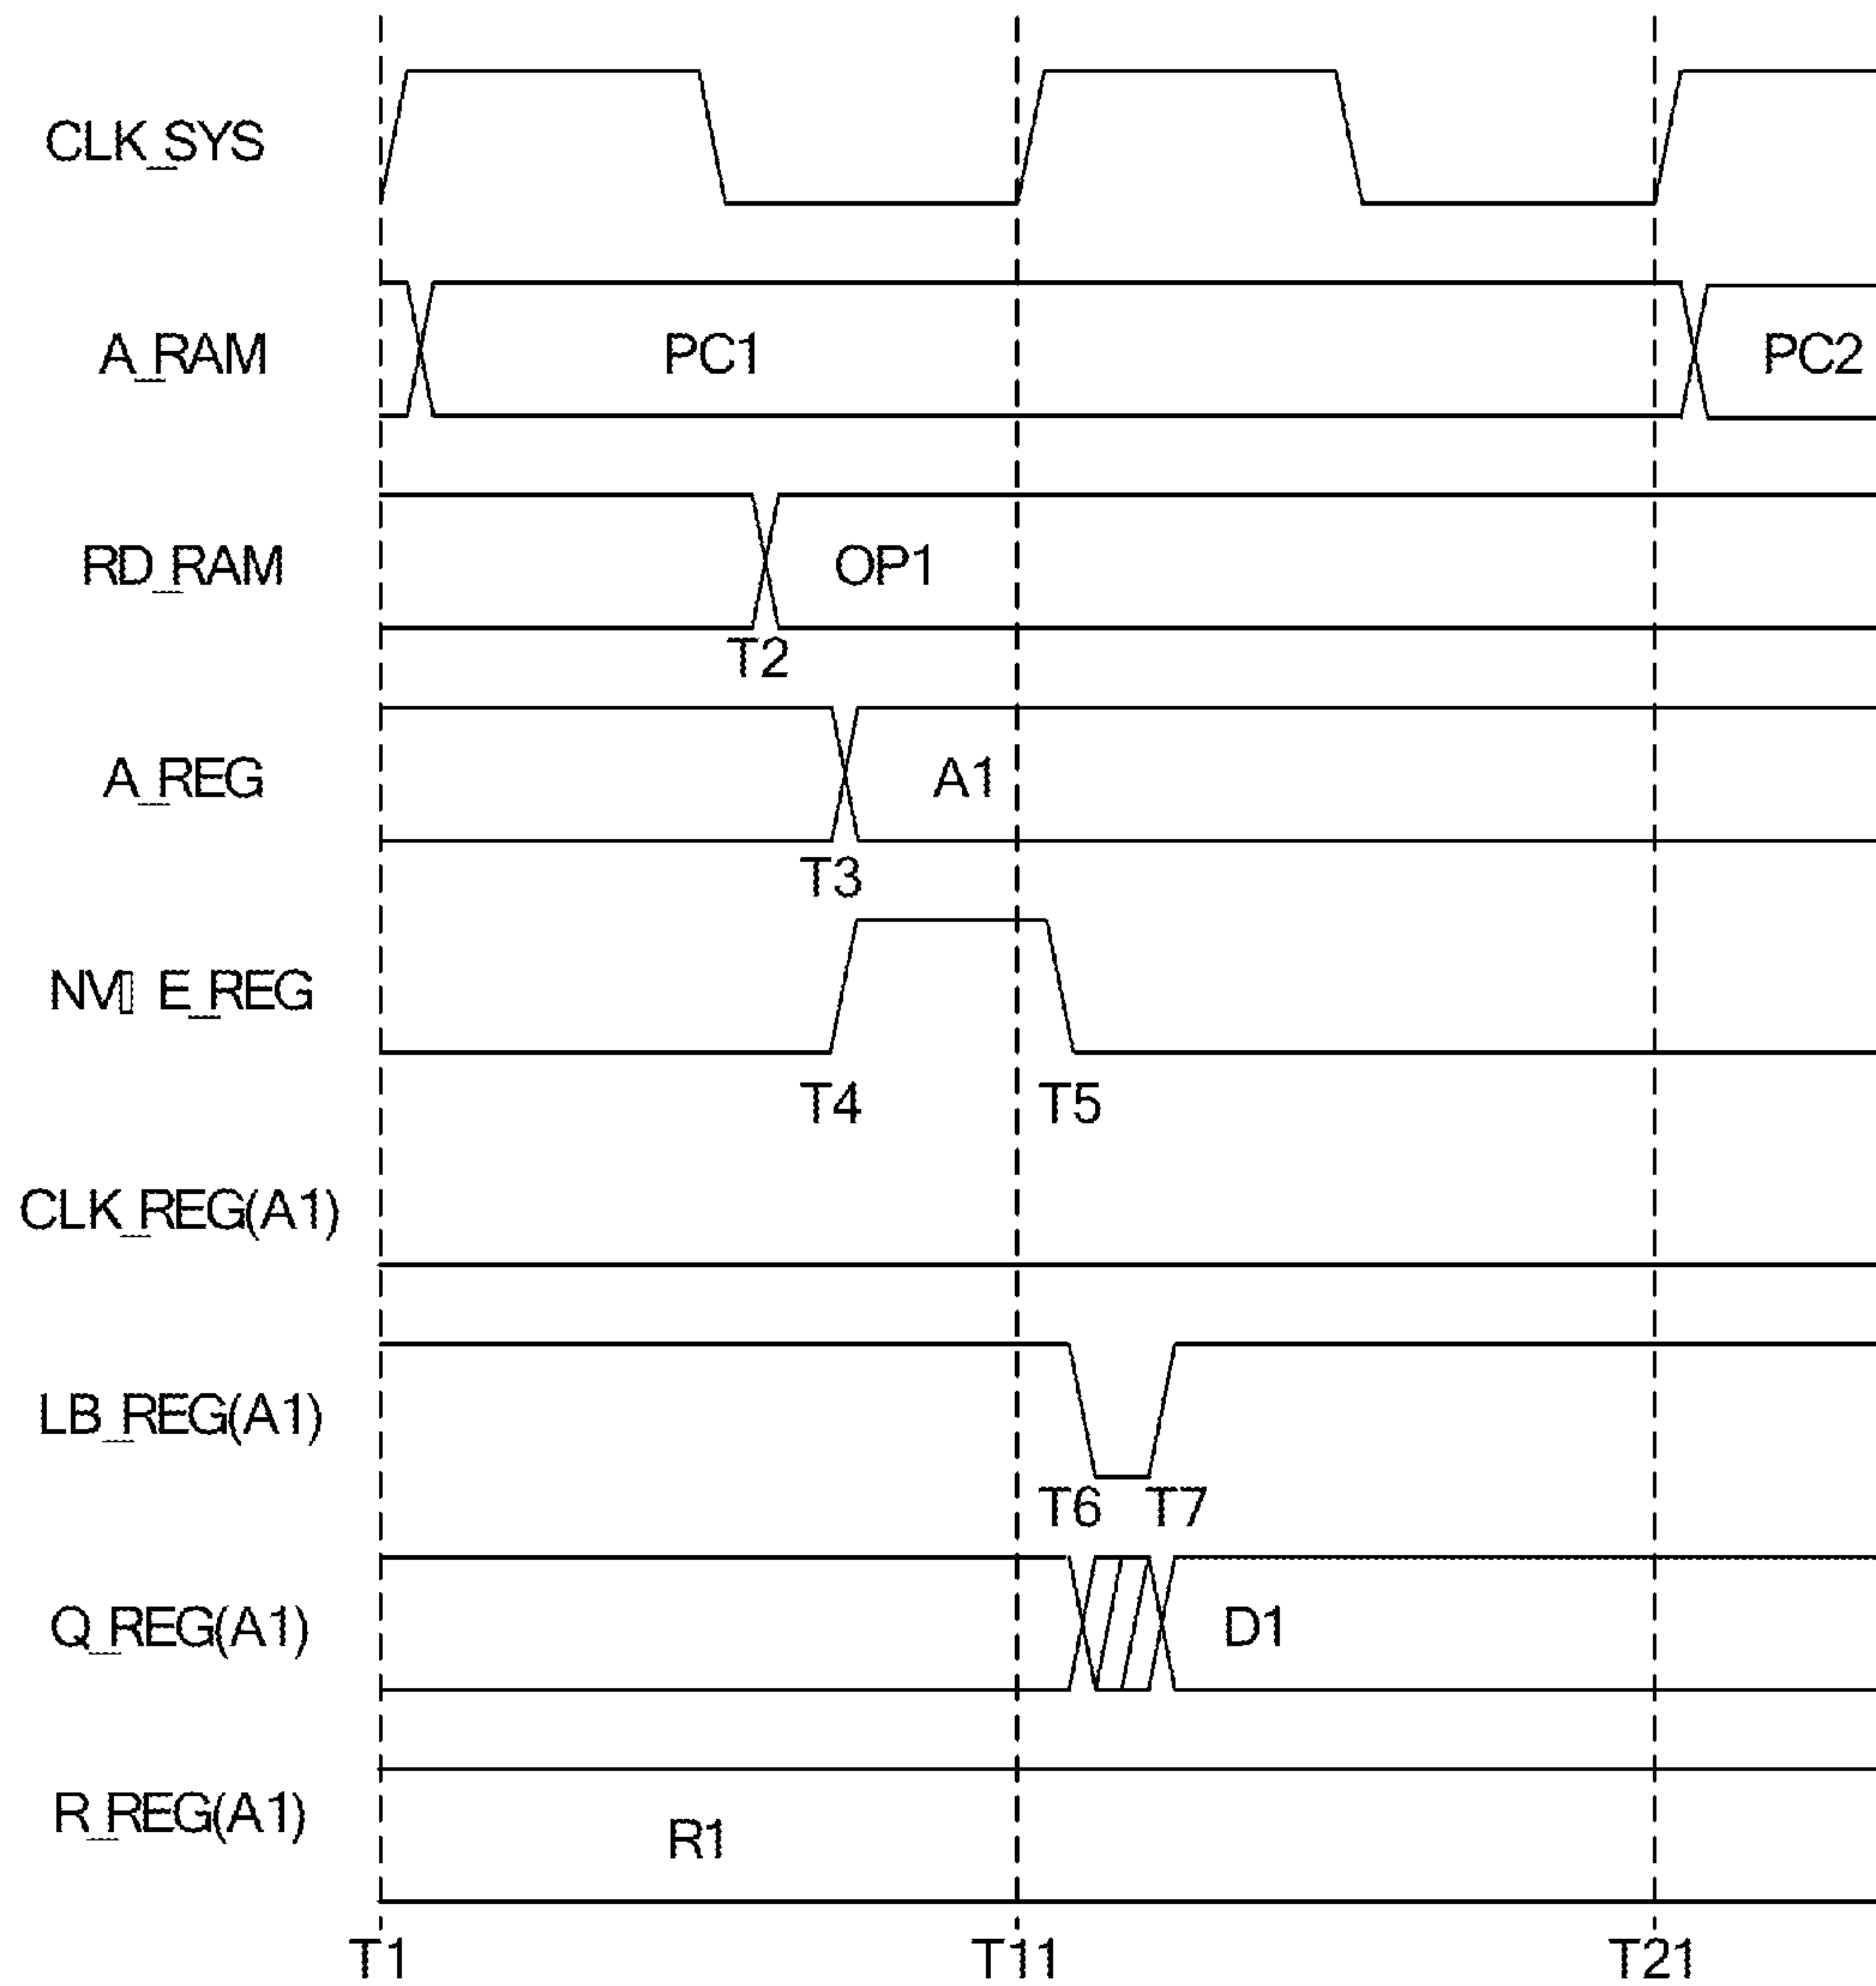 CLK_SYS
A_RAM PC1 PC2
RD_RAM OP1
T2
A_REG A1
T3
E_REG
T4 T5
CLK_REG(A1)
LB_REG(A1)
T6 T7
Q_REG(A1) D1
R_REG(A1) R1
T1 T11 T21